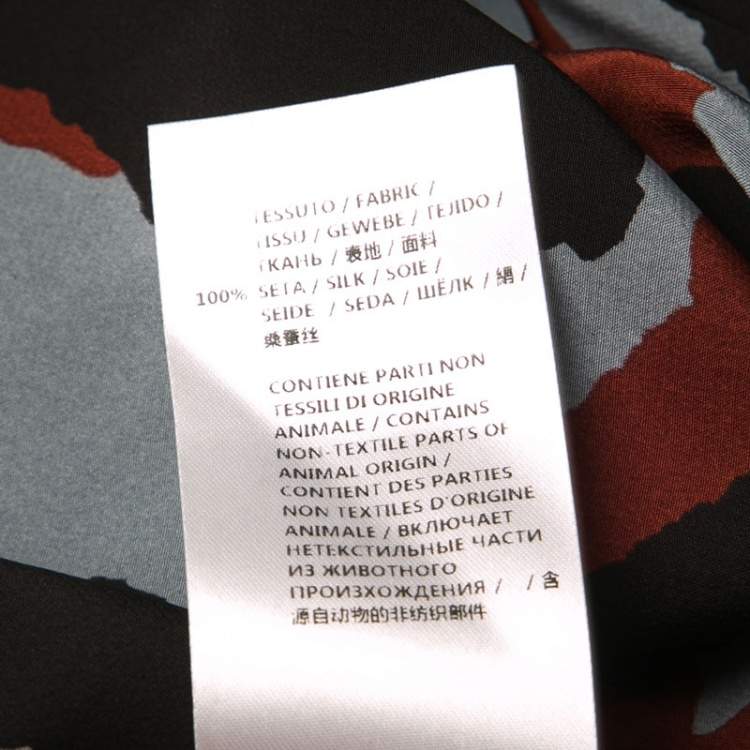 TESSUTO / FABRIC /
TISSU / GEWEBE / TEJIDO /
ТКАНЬ / 表地 / 面料
100% SETA / SILK / SOIE /
SEIDE / SEDA / ШЁЛК / 絹 /
桑蚕丝
CONTIENE PARTI NON
TESSILI DI ORIGINE
ANIMALE / CONTAINS
NON-TEXTILE PARTS OF
ANIMAL ORIGIN /
CONTIENT DES PARTIES
NON TEXTILES D'ORIGINE
ANIMALE / ВКЛЮЧАЕТ
НЕТЕКСТИЛЬНЫЕ ЧАСТИ
ИЗ ЖИВОТНОГО
ПРОИЗХОЖДЕНИЯ / / 含
源自动物的非纺织部件